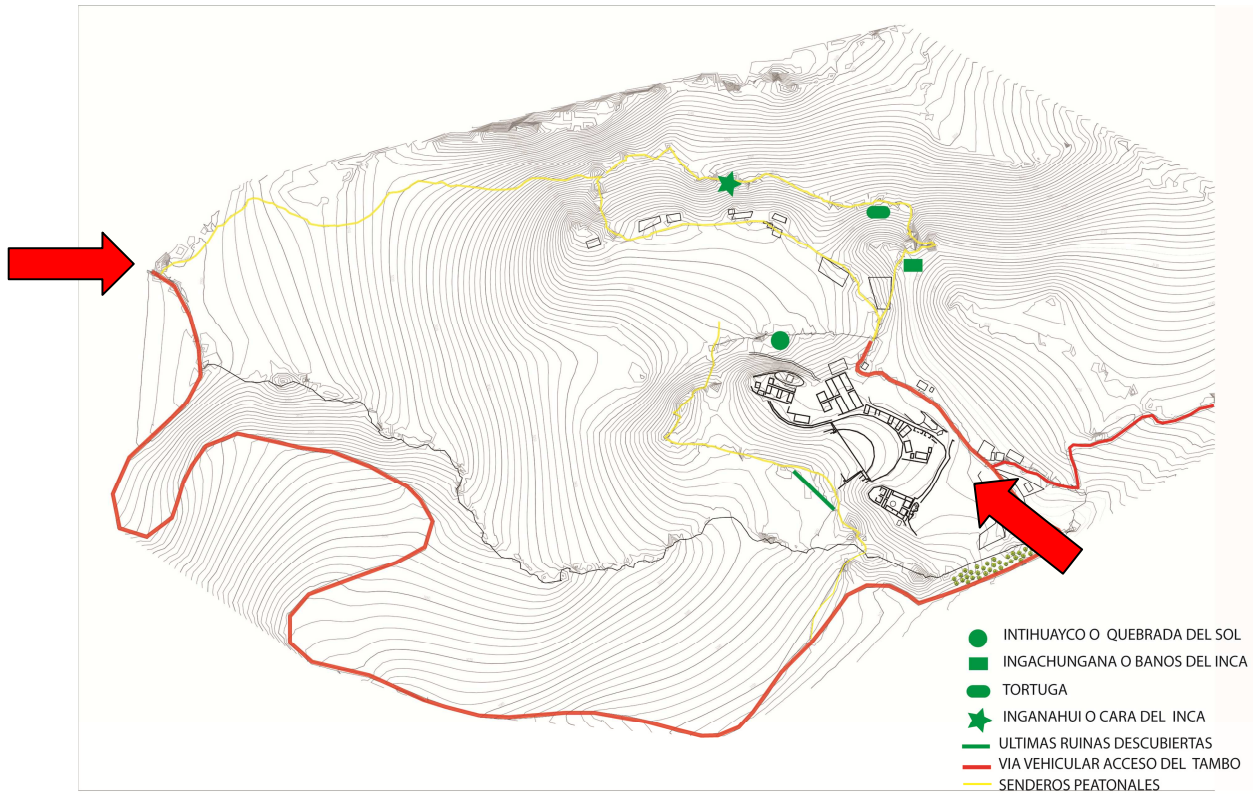 INTIHUAYCO O QUEBRADA DEL SOL
INGACHUNGANA O BANOS DEL INCA
TORTUGA
INGANAHUI O CARA DEL INCA
ULTIMAS RUINAS DESCUBIERTAS
VIA VEHICULAR ACCESO DEL TAMBO
SENDEROS PEATONALES